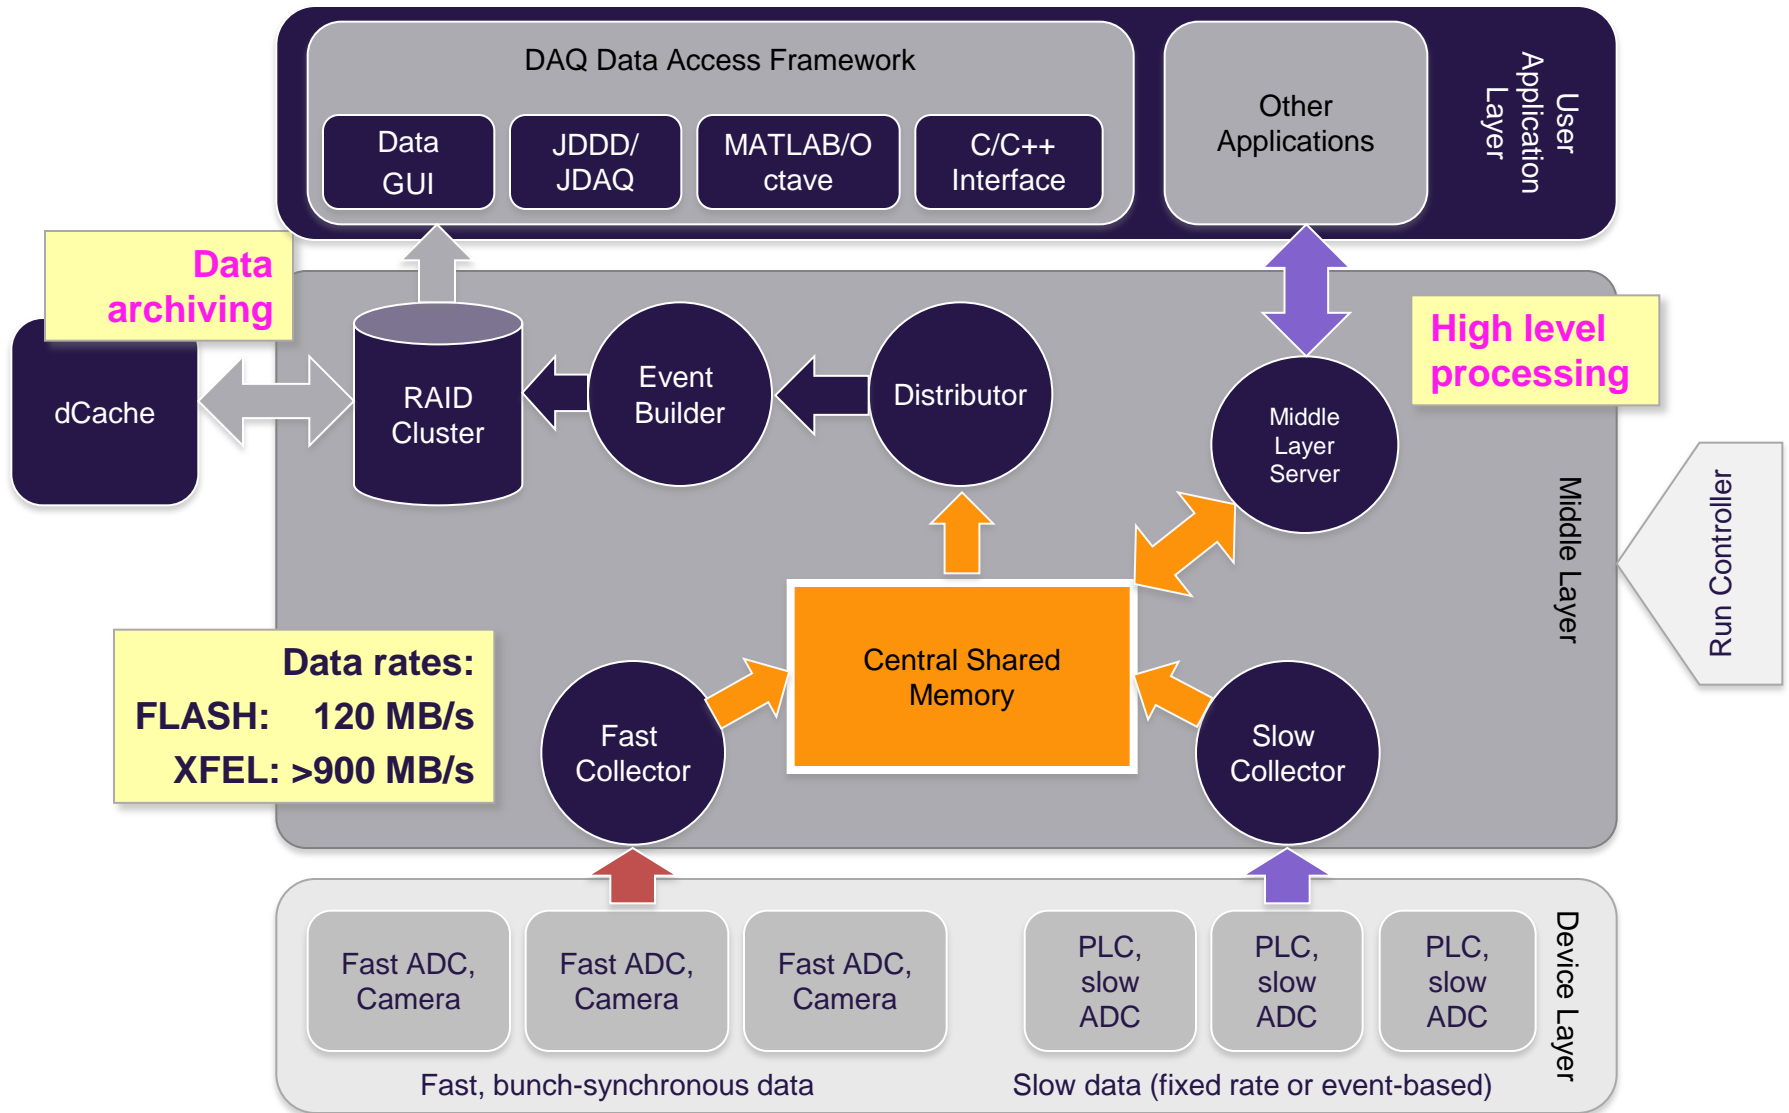 DAQ Data Access Framework
Data
GUI
JDDD/
JDAQ
MATLAB/O
ctave
C/C++
Interface
Other
Applications
User
Application
Layer
Data
archiving
High level
processing
dCache
RAID
Cluster
Event
Builder
Distributor
Middle
Layer
Server
Middle Layer
Run Controller
Central Shared
Memory
Data rates:
FLASH: 120 MB/s
XFEL: >900 MB/s
Fast
Collector
Slow
Collector
Fast ADC,
Camera
Fast ADC,
Camera
Fast ADC,
Camera
PLC,
slow
ADC
PLC,
slow
ADC
PLC,
slow
ADC
Device Layer
Fast, bunch-synchronous data
Slow data (fixed rate or event-based)